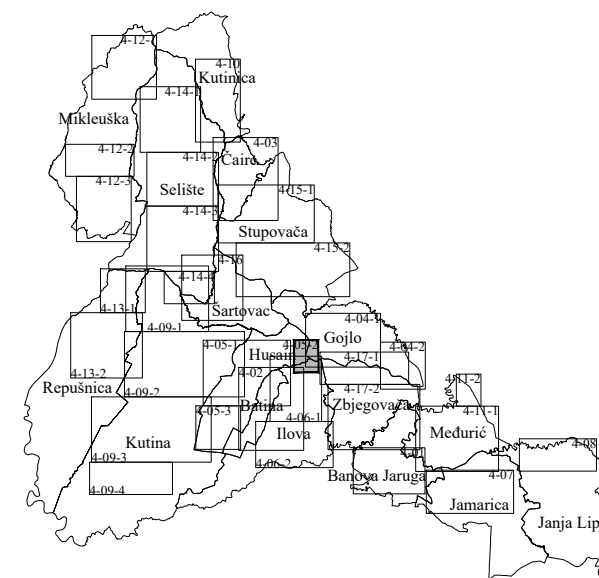 4-12-1
4-10
Kutinica
4-14-1
Mikleuška
4-03
4-12-2
4-14-2
Čaire
4-12-3
4-15-1
Selište
4-14-3
Stupovača
4-15-2
4-16
4-14-4
4-13-1
Sartovac
4-04-1
4-09-1
Gojlo
4-05-1
4-05-2
4-04-2
Husain
4-17-1
4-13-2
4-02
4-11-2
Repušnica
4-09-2
4-17-2
Batina
Zbjegovača
4-05-3
4-06-1
4-11-1
Ilova
Međurić
Kutina
4-08
4-09-3
4-06-2
Banova Jaruga
4-07
4-09-4
Jamarica
Janja Lip